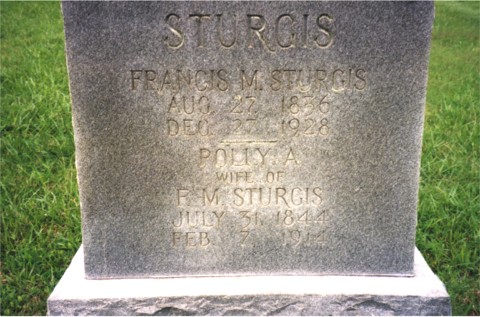 STURGIS
FRANCIS M. STURGIS
AUG. 27, 1836
DEC. 27, 1928
POLLY A.
WIFE OF
F. M. STURGIS
JULY 31, 1844
FEB. 7, 1914